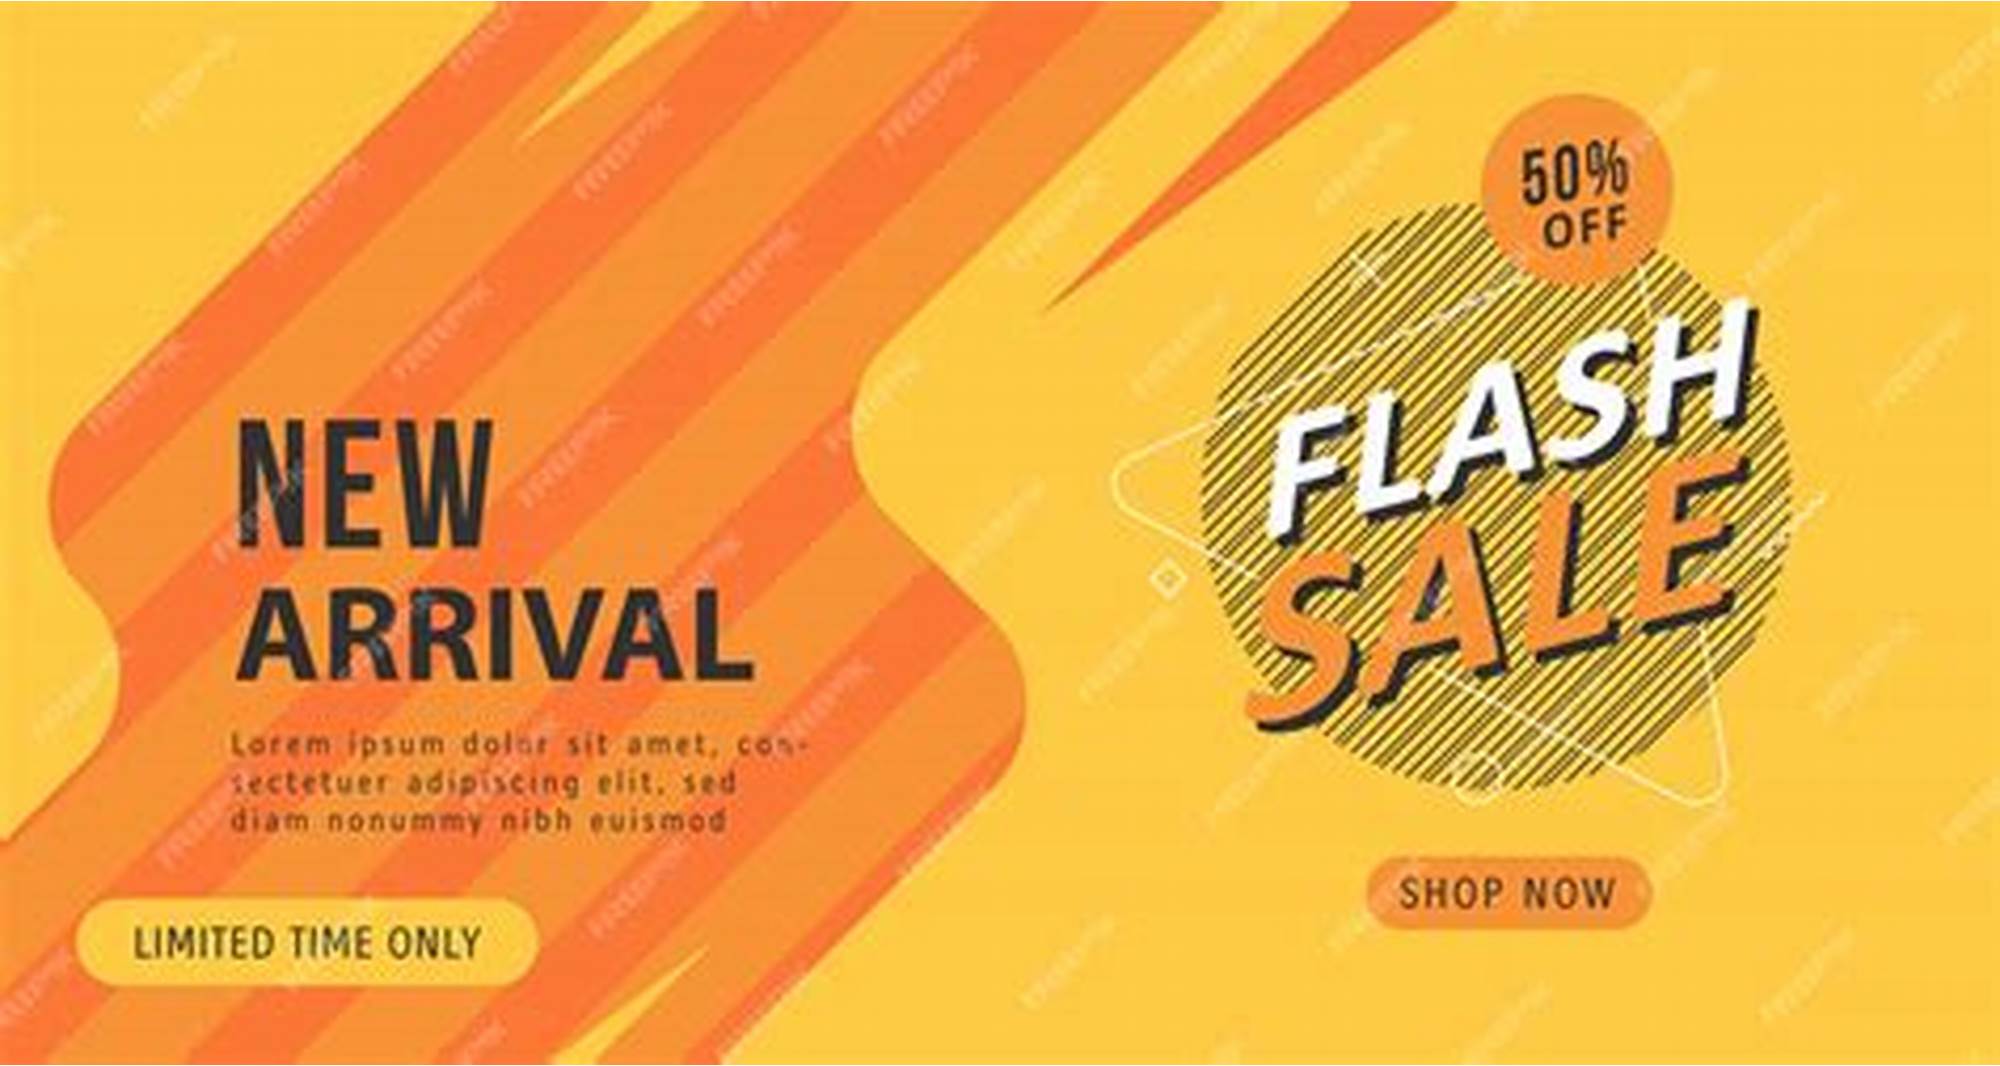 NEW
ARRIVAL
Lorem ipsum dolor sit amet, con-
sectetuer adipiscing elit, sed
diam nonummy nibh euismod
LIMITED TIME ONLY
50%
OFF
FLASH
SALE
SHOP NOW